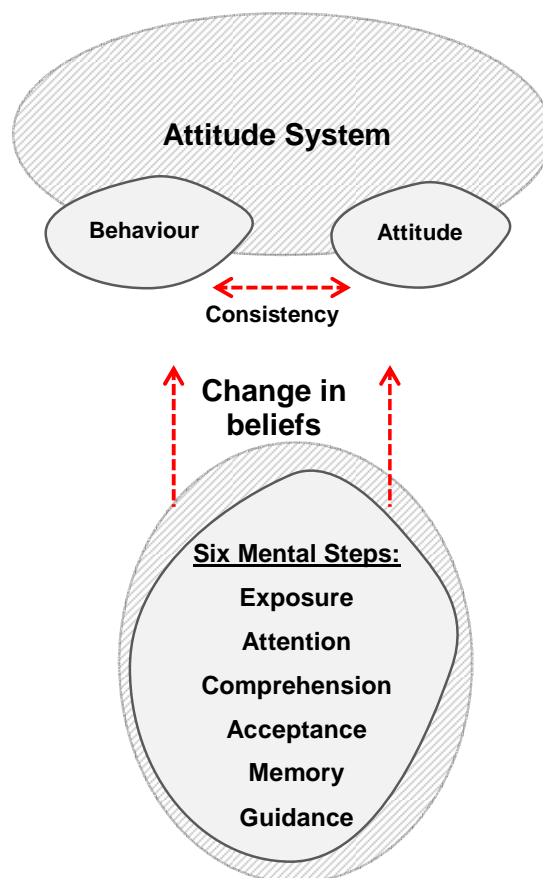 Attitude System
Behaviour
Attitude
Consistency
Change in
beliefs
Six Mental Steps:
Exposure
Attention
Comprehension
Acceptance
Memory
Guidance